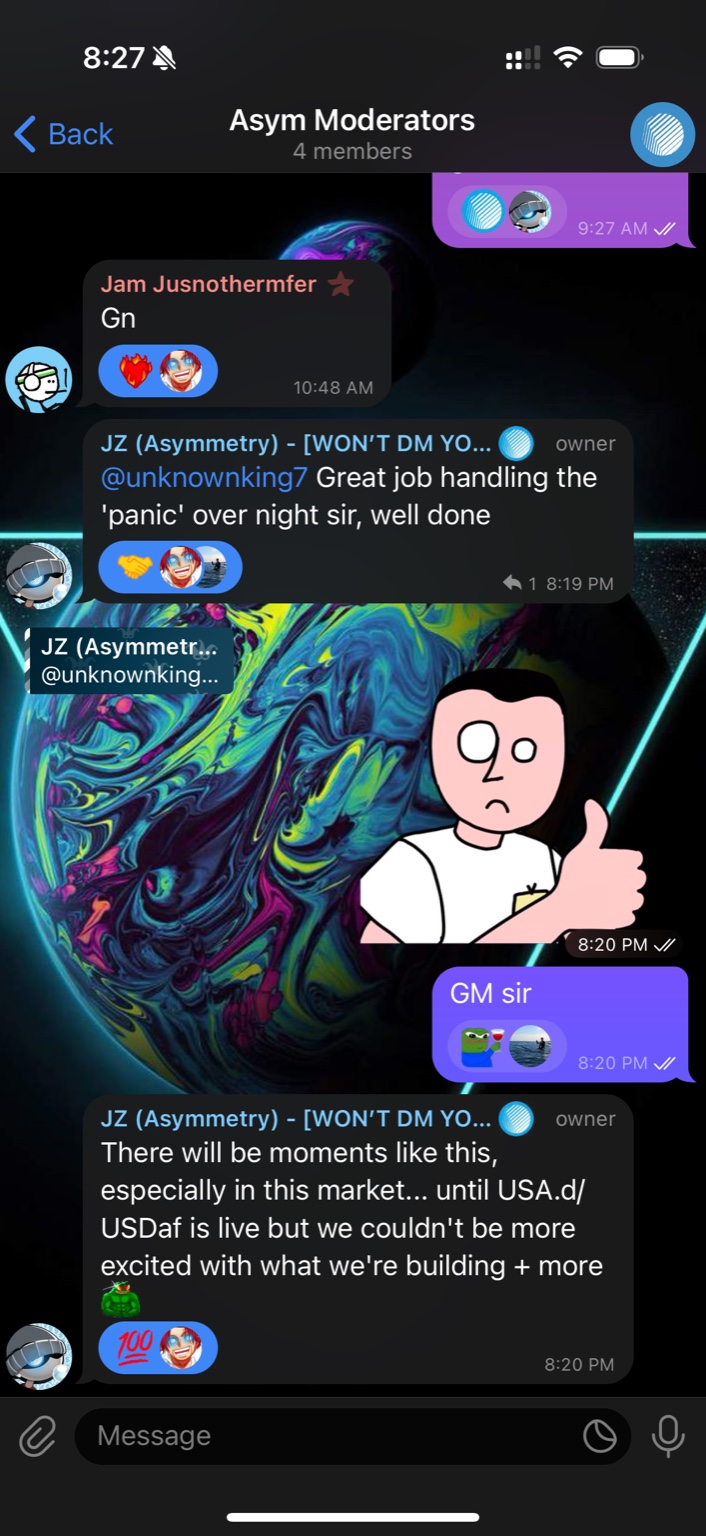 8:27
Back
Asym Moderators
4 members
9:27 AM
Jam Jusnothermfer
Gn
10:48 AM
JZ (Asymmetry) - [WON'T DM YO... owner
@unknownking7 Great job handling the
'panic' over night sir, well done
1 8:19 PM
JZ (Asymmetr...
@unknownking...
8:20 PM
GM sir
8:20 PM
JZ (Asymmetry) - [WON'T DM YO... owner
There will be moments like this,
especially in this market... until USA.d/
USDaf is live but we couldn't be more
excited with what we're building + more
100
8:20 PM
Message